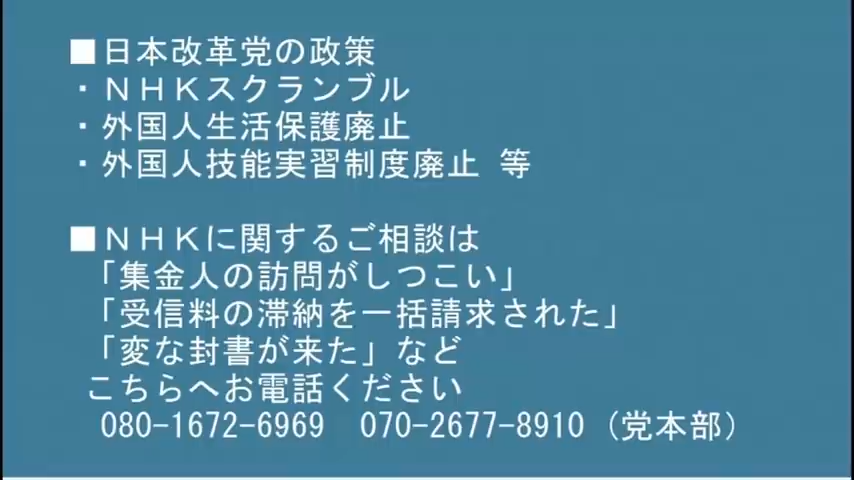 ■日本改革党の政策
・ＮＨＫスクランブル
・外国人生活保護廃止
・外国人技能実習制度廃止 等
■ＮＨＫに関するご相談は
「集金人の訪問がしつこい」
「受信料の滞納を一括請求された」
「変な封書が来た」など
こちらへお電話ください
080-1672-6969　070-2677-8910（党本部）